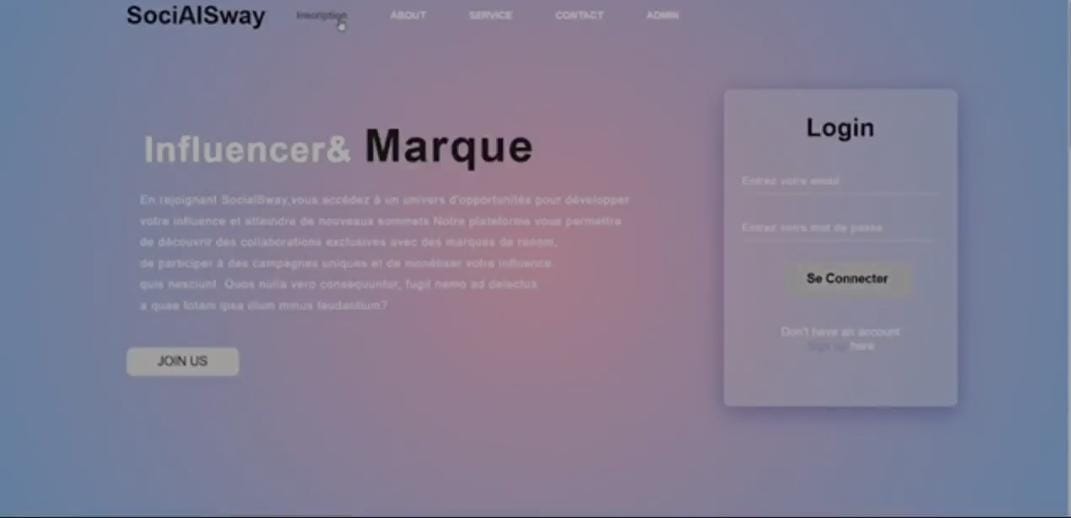 SociAlSway
Inscription ABOUT SERVICE CONTACT ADMIN
Influencer& Marque
En rejoignant SocialSway,vous accédez à un univers d'opportunités pour développer
votre influence et atteindre de nouveaux sommets Notre plateforme vous permettre
de découvrir des collaborations exclusives avec des marques de renom,
de participer à des campagnes uniques et de monétiser votre influence.
quis nesciunt. Quos nulla vero consequuntur, fugit nemo ad delectus
a quae totam ipsa illum minus laudantium?
JOIN US
Login
Entrez votre email
Entrez votre mot de passe
Se Connecter
Don't have an account
Sign up here